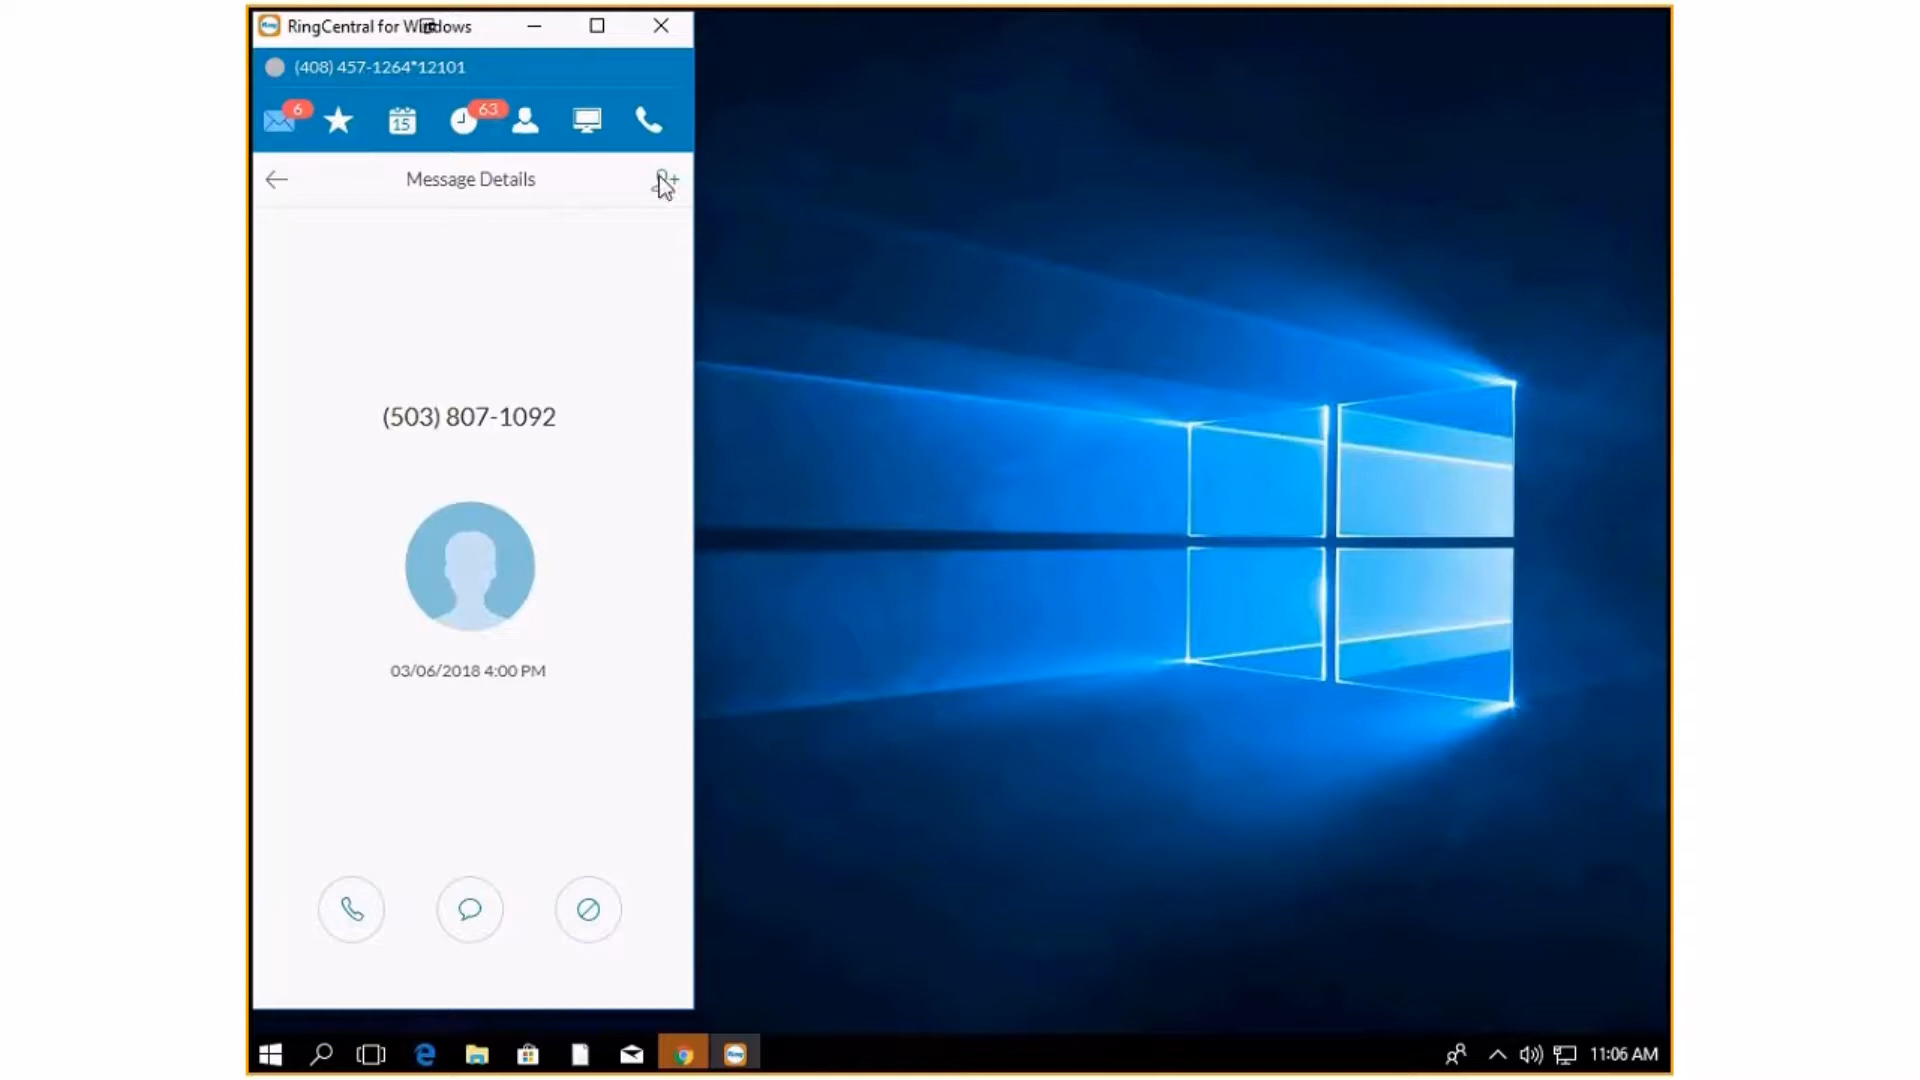 RingCentral for Windows
(408) 457-1264*12101
6
15
63
Message Details
(503) 807-1092
03/06/2018 4:00 PM
11:06 AM